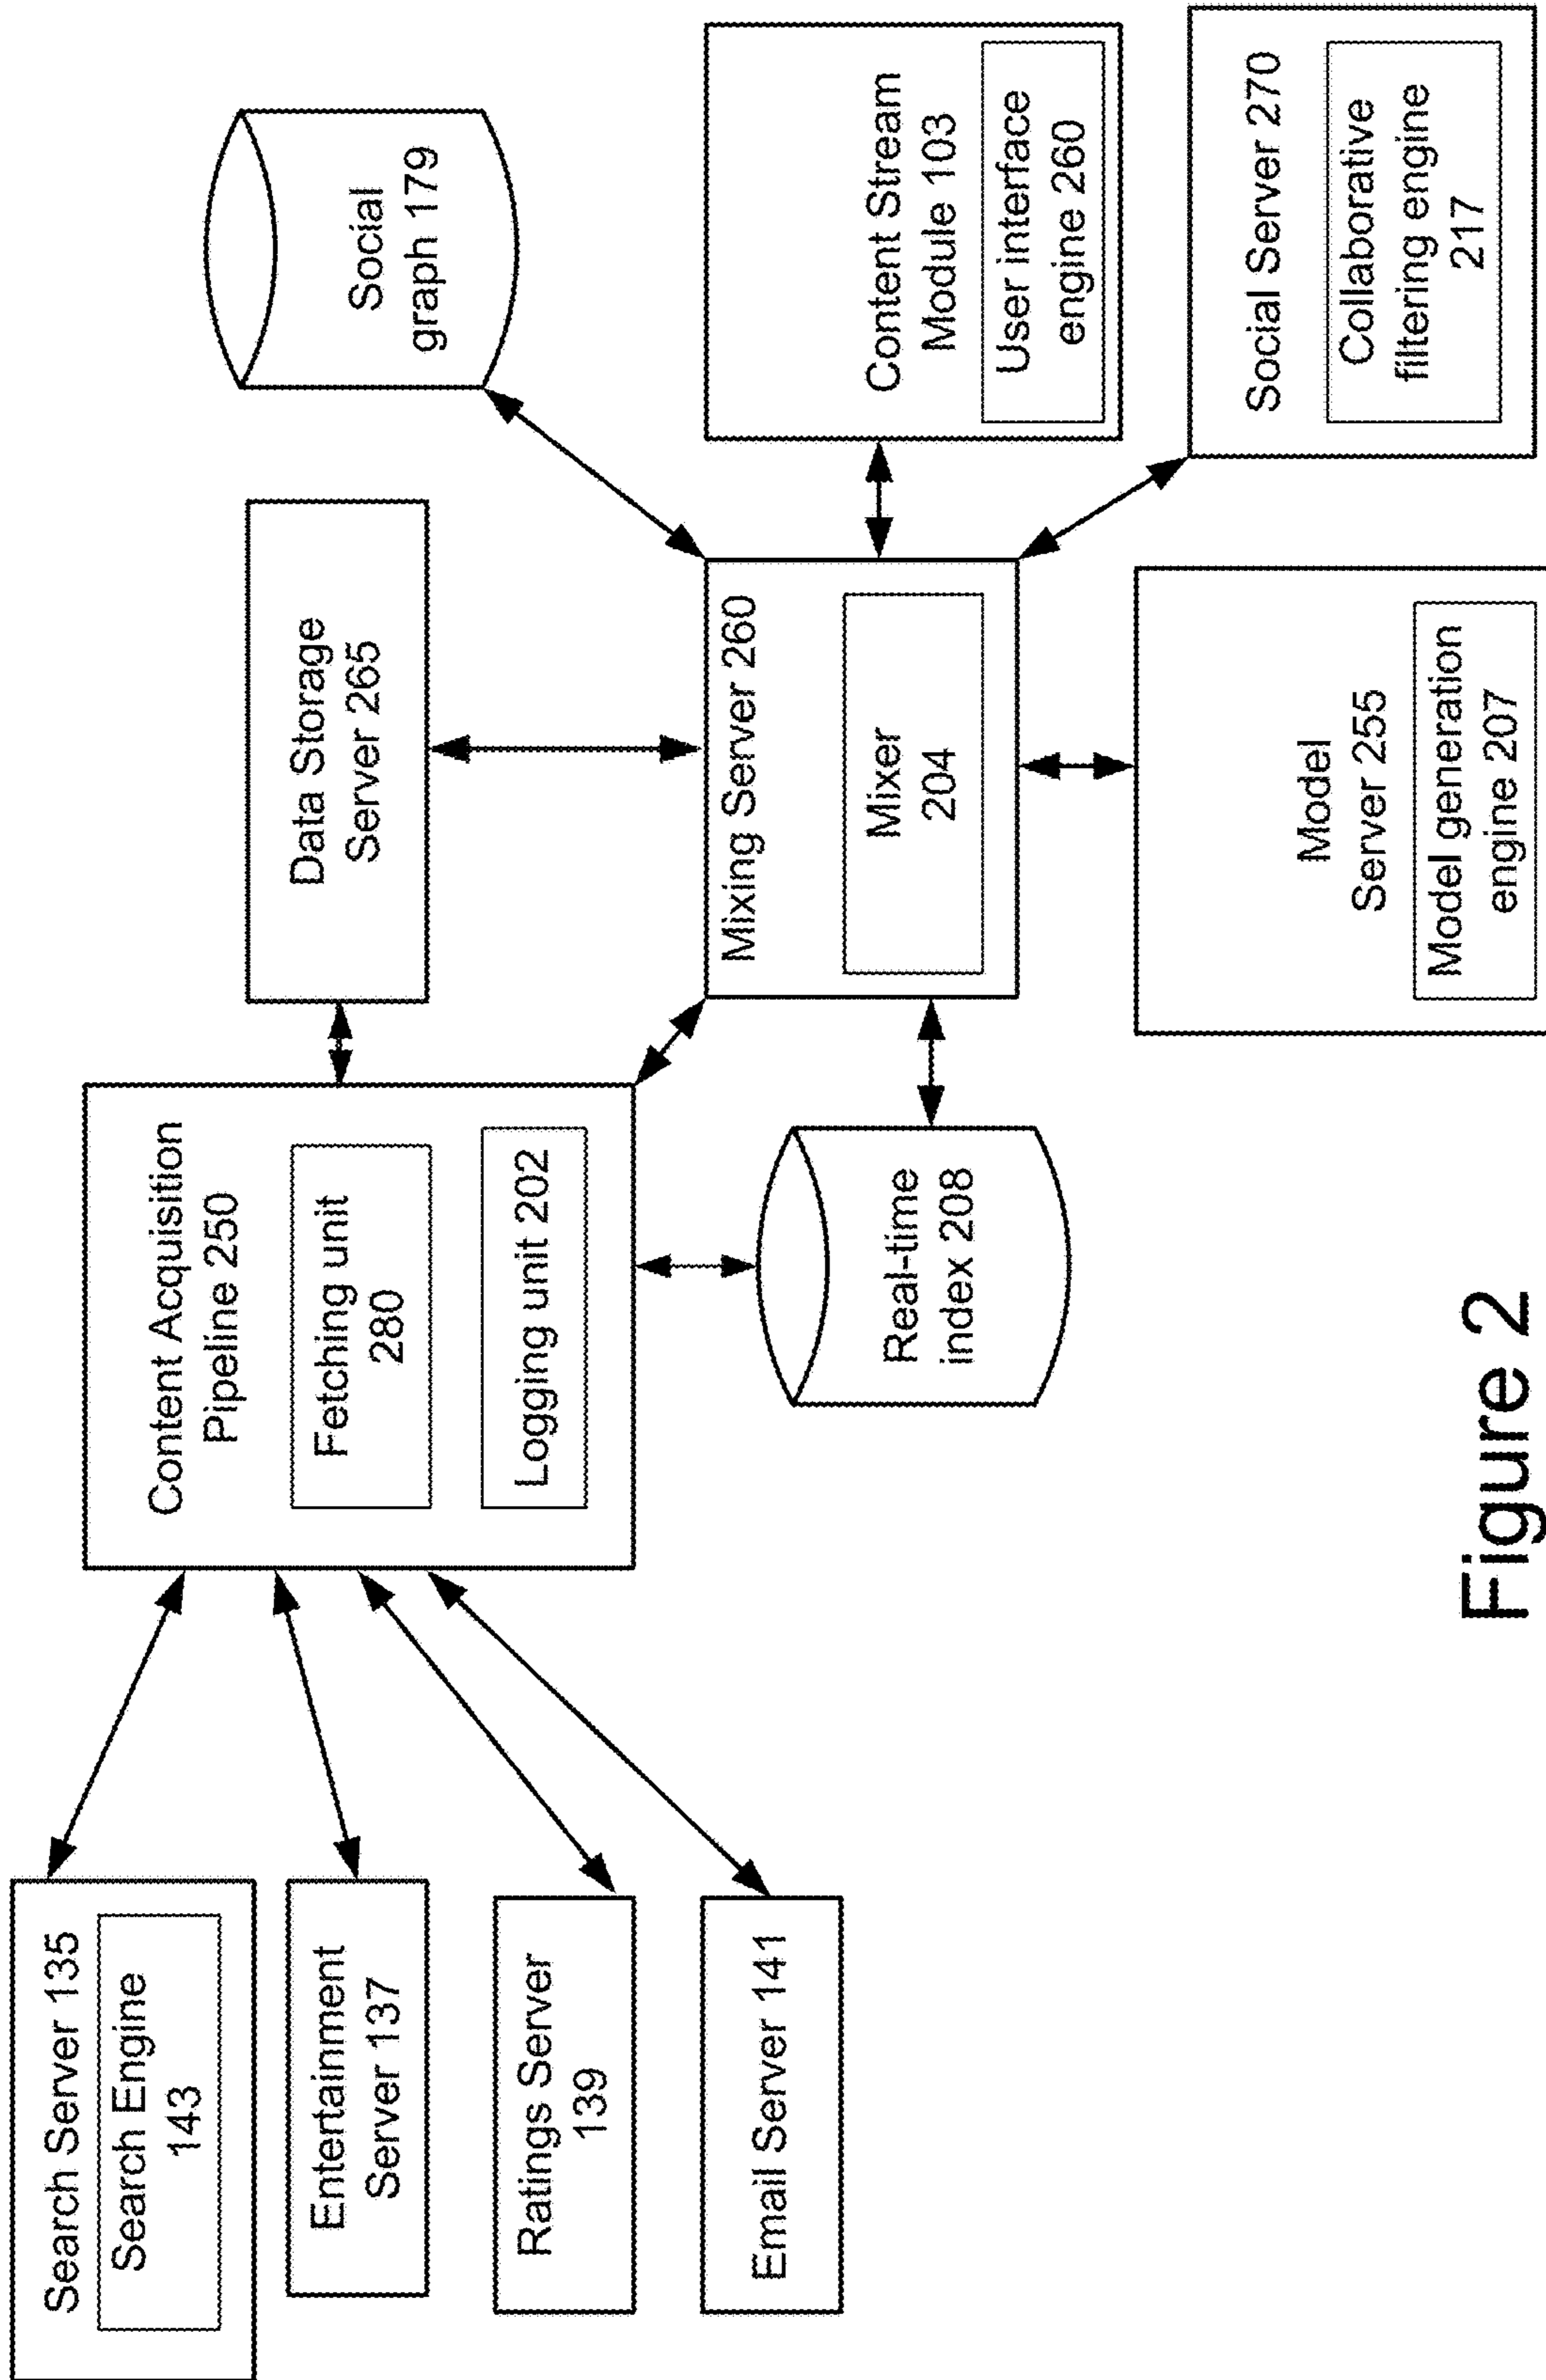 Search Server 135
Search Engine
143
Entertainment
Server 137
Ratings Server
139
Email Server 141
Content Acquisition
Pipeline 250
Fetching unit
280
Logging unit 202
Real-time
index 208
Data Storage
Server 265
Mixing Server 260
Mixer
204
Model
Server 255
Model generation
engine 207
Social
graph 179
Content Stream
Module 103
User interface
engine 260
Social Server 270
Collaborative
filtering engine
217
Figure 2